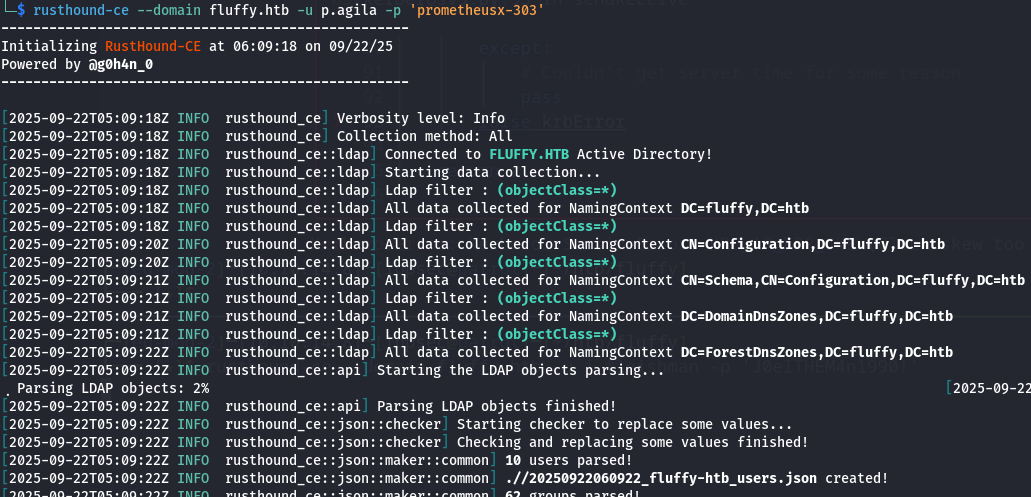 └─$ rusthound-ce --domain fluffy.htb -u p.agila -p 'prometheusx-303'
---------------------------------------------------
Initializing RustHound-CE at 06:09:18 on 09/22/25
Powered by @g0h4n_0
---------------------------------------------------
[2025-09-22T05:09:18Z INFO  rusthound_ce] Verbosity level: Info
[2025-09-22T05:09:18Z INFO  rusthound_ce] Collection method: All
[2025-09-22T05:09:18Z INFO  rusthound_ce::ldap] Connected to FLUFFY.HTB Active Directory!
[2025-09-22T05:09:18Z INFO  rusthound_ce::ldap] Starting data collection...
[2025-09-22T05:09:18Z INFO  rusthound_ce::ldap] Ldap filter : (objectClass=*)
[2025-09-22T05:09:18Z INFO  rusthound_ce::ldap] All data collected for NamingContext DC=fluffy,DC=htb
[2025-09-22T05:09:18Z INFO  rusthound_ce::ldap] Ldap filter : (objectClass=*)
[2025-09-22T05:09:20Z INFO  rusthound_ce::ldap] All data collected for NamingContext CN=Configuration,DC=fluffy,DC=htb
[2025-09-22T05:09:20Z INFO  rusthound_ce::ldap] Ldap filter : (objectClass=*)
[2025-09-22T05:09:21Z INFO  rusthound_ce::ldap] All data collected for NamingContext CN=Schema,CN=Configuration,DC=fluffy,DC=htb
[2025-09-22T05:09:21Z INFO  rusthound_ce::ldap] Ldap filter : (objectClass=*)
[2025-09-22T05:09:21Z INFO  rusthound_ce::ldap] All data collected for NamingContext DC=DomainDnsZones,DC=fluffy,DC=htb
[2025-09-22T05:09:21Z INFO  rusthound_ce::ldap] Ldap filter : (objectClass=*)
[2025-09-22T05:09:22Z INFO  rusthound_ce::ldap] All data collected for NamingContext DC=ForestDnsZones,DC=fluffy,DC=htb
[2025-09-22T05:09:22Z INFO  rusthound_ce::api] Starting the LDAP objects parsing...
. Parsing LDAP objects: 2% [2025-09-22
[2025-09-22T05:09:22Z INFO  rusthound_ce::api] Parsing LDAP objects finished!
[2025-09-22T05:09:22Z INFO  rusthound_ce::json::checker] Starting checker to replace some values...
[2025-09-22T05:09:22Z INFO  rusthound_ce::json::checker] Checking and replacing some values finished!
[2025-09-22T05:09:22Z INFO  rusthound_ce::json::maker::common] 10 users parsed!
[2025-09-22T05:09:22Z INFO  rusthound_ce::json::maker::common] .//20250922060922_fluffy-htb_users.json created!
[2025-09-22T05:09:22Z INFO  rusthound_ce::json::maker::common] 62 groups parsed!